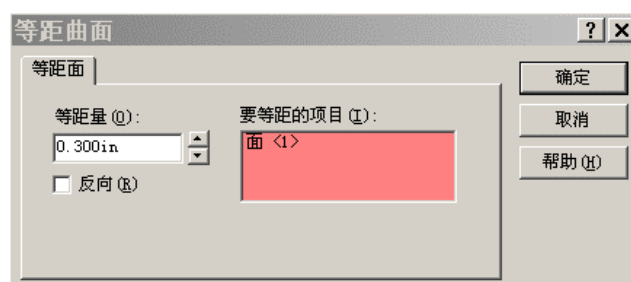 等距曲面
等距面
等距量(O):
0.300in
反向(R)
要等距的项目(I):
面 <1>
确定
取消
帮助(H)